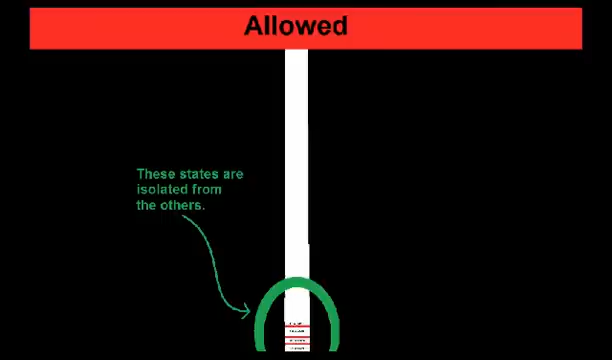 Allowed
These states are
isolated from
the others.